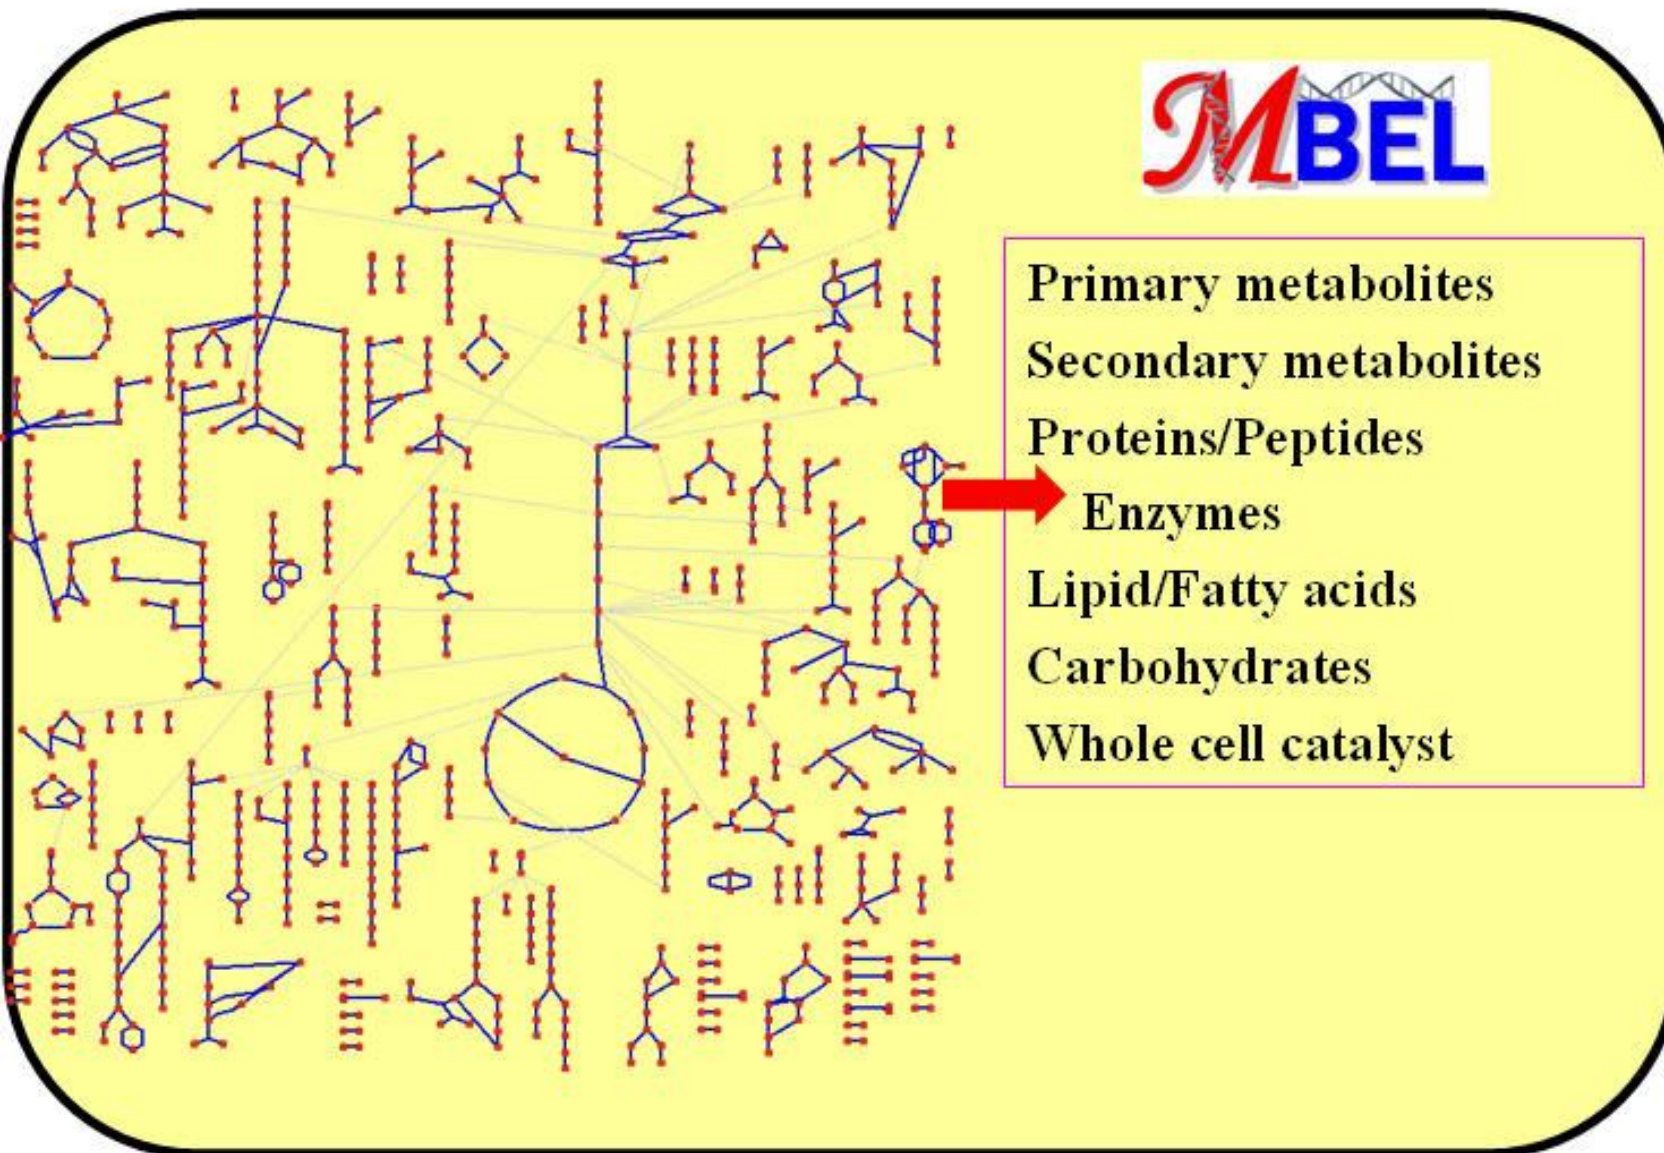 MBEL
Primary metabolites
Secondary metabolites
Proteins/Peptides
Enzymes
Lipid/Fatty acids
Carbohydrates
Whole cell catalyst